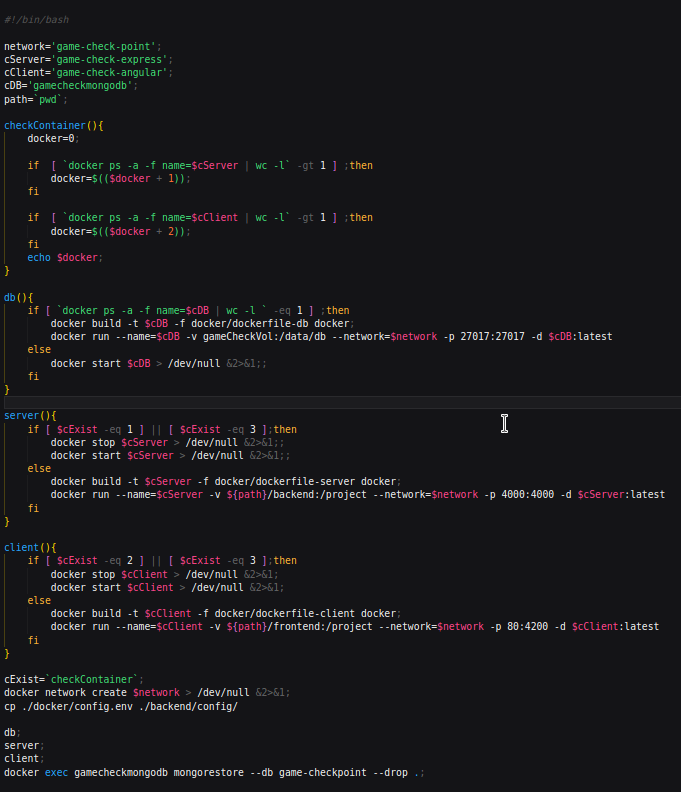 #!/bin/bash
network='game-check-point';
cServer='game-check-express';
cClient='game-check-angular';
cDB='gamecheckmongodb';
path=`pwd`;
checkContainer(){
    docker=0;
    if  [ `docker ps -a -f name=$cServer | wc -l` -gt 1 ] ;then
        docker=$(($docker + 1));
    fi
    if  [ `docker ps -a -f name=$cClient | wc -l` -gt 1 ] ;then
        docker=$(($docker + 2));
    fi
    echo $docker;
}
db(){
    if [ `docker ps -a -f name=$cDB | wc -l ` -eq 1 ] ;then
        docker build -t $cDB -f docker/dockerfile-db docker;
        docker run --name=$cDB -v gameCheckVol:/data/db --network=$network -p 27017:27017 -d $cDB:latest
    else
        docker start $cDB > /dev/null &2>&1;;
    fi
}
server(){
    if [ $cExist -eq 1 ] || [ $cExist -eq 3 ];then
        docker stop $cServer > /dev/null &2>&1;;
        docker start $cServer > /dev/null &2>&1;;
    else
        docker build -t $cServer -f docker/dockerfile-server docker;
        docker run --name=$cServer -v ${path}/backend:/project --network=$network -p 4000:4000 -d $cServer:latest
    fi
}
client(){
    if [ $cExist -eq 2 ] || [ $cExist -eq 3 ];then
        docker stop $cClient > /dev/null &2>&1;
        docker start $cClient > /dev/null &2>&1;
    else
        docker build -t $cClient -f docker/dockerfile-client docker;
        docker run --name=$cClient -v ${path}/frontend:/project --network=$network -p 80:4200 -d $cClient:latest
    fi
}
cExist=`checkContainer`;
docker network create $network > /dev/null &2>&1;
cp ./docker/config.env ./backend/config/
db;
server;
client;
docker exec gamecheckmongodb mongorestore --db game-checkpoint --drop .;